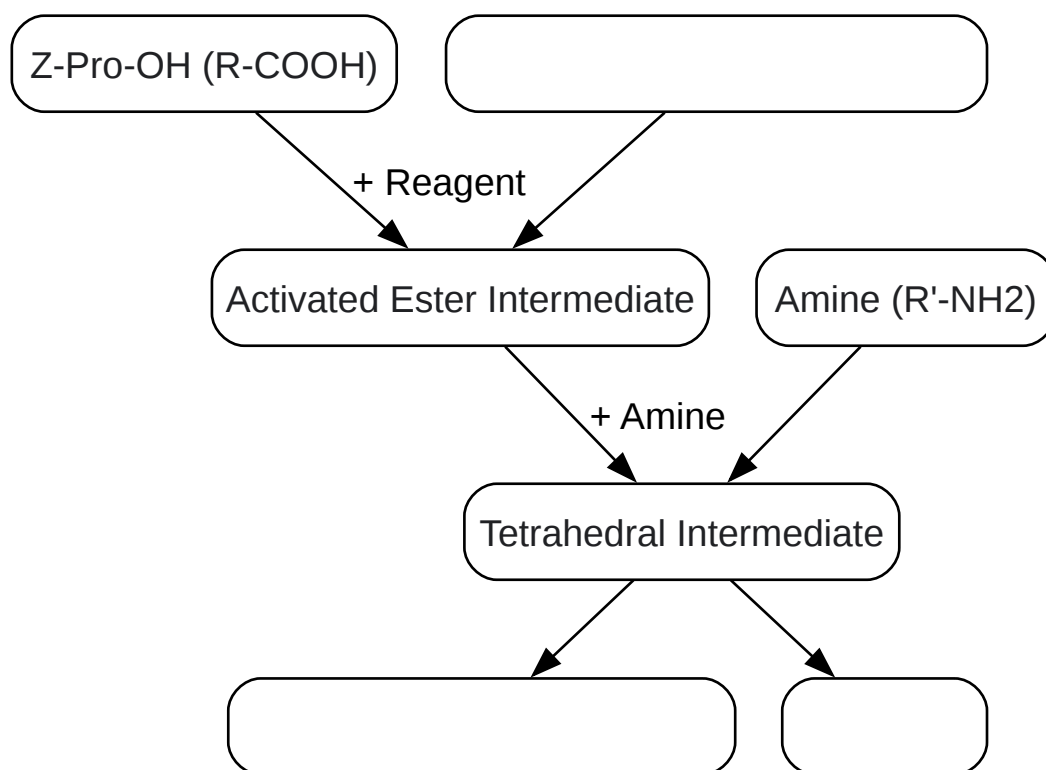 Z-Pro-OH (R-COOH)
+ Reagent
Activated Ester Intermediate
Amine (R'-NH2)
+ Amine
Tetrahedral Intermediate